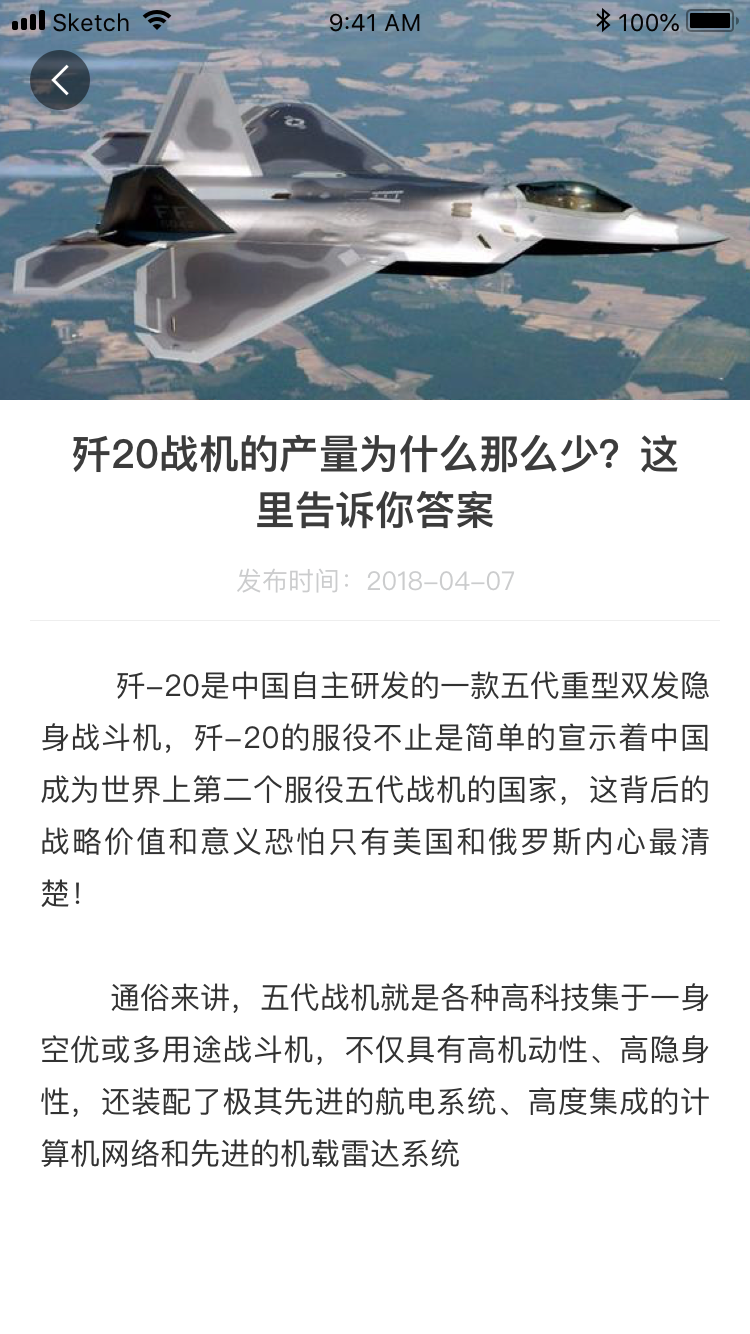 Sketch 9:41 AM 100%
FF
歼20战机的产量为什么那么少？这
里告诉你答案
发布时间：2018-04-07
歼-20是中国自主研发的一款五代重型双发隐
身战斗机，歼-20的服役不止是简单的宣示着中国
成为世界上第二个服役五代战机的国家，这背后的
战略价值和意义恐怕只有美国和俄罗斯内心最清
楚！
通俗来讲，五代战机就是各种高科技集于一身
空优或多用途战斗机，不仅具有高机动性、高隐身
性，还装配了极其先进的航电系统、高度集成的计
算机网络和先进的机载雷达系统